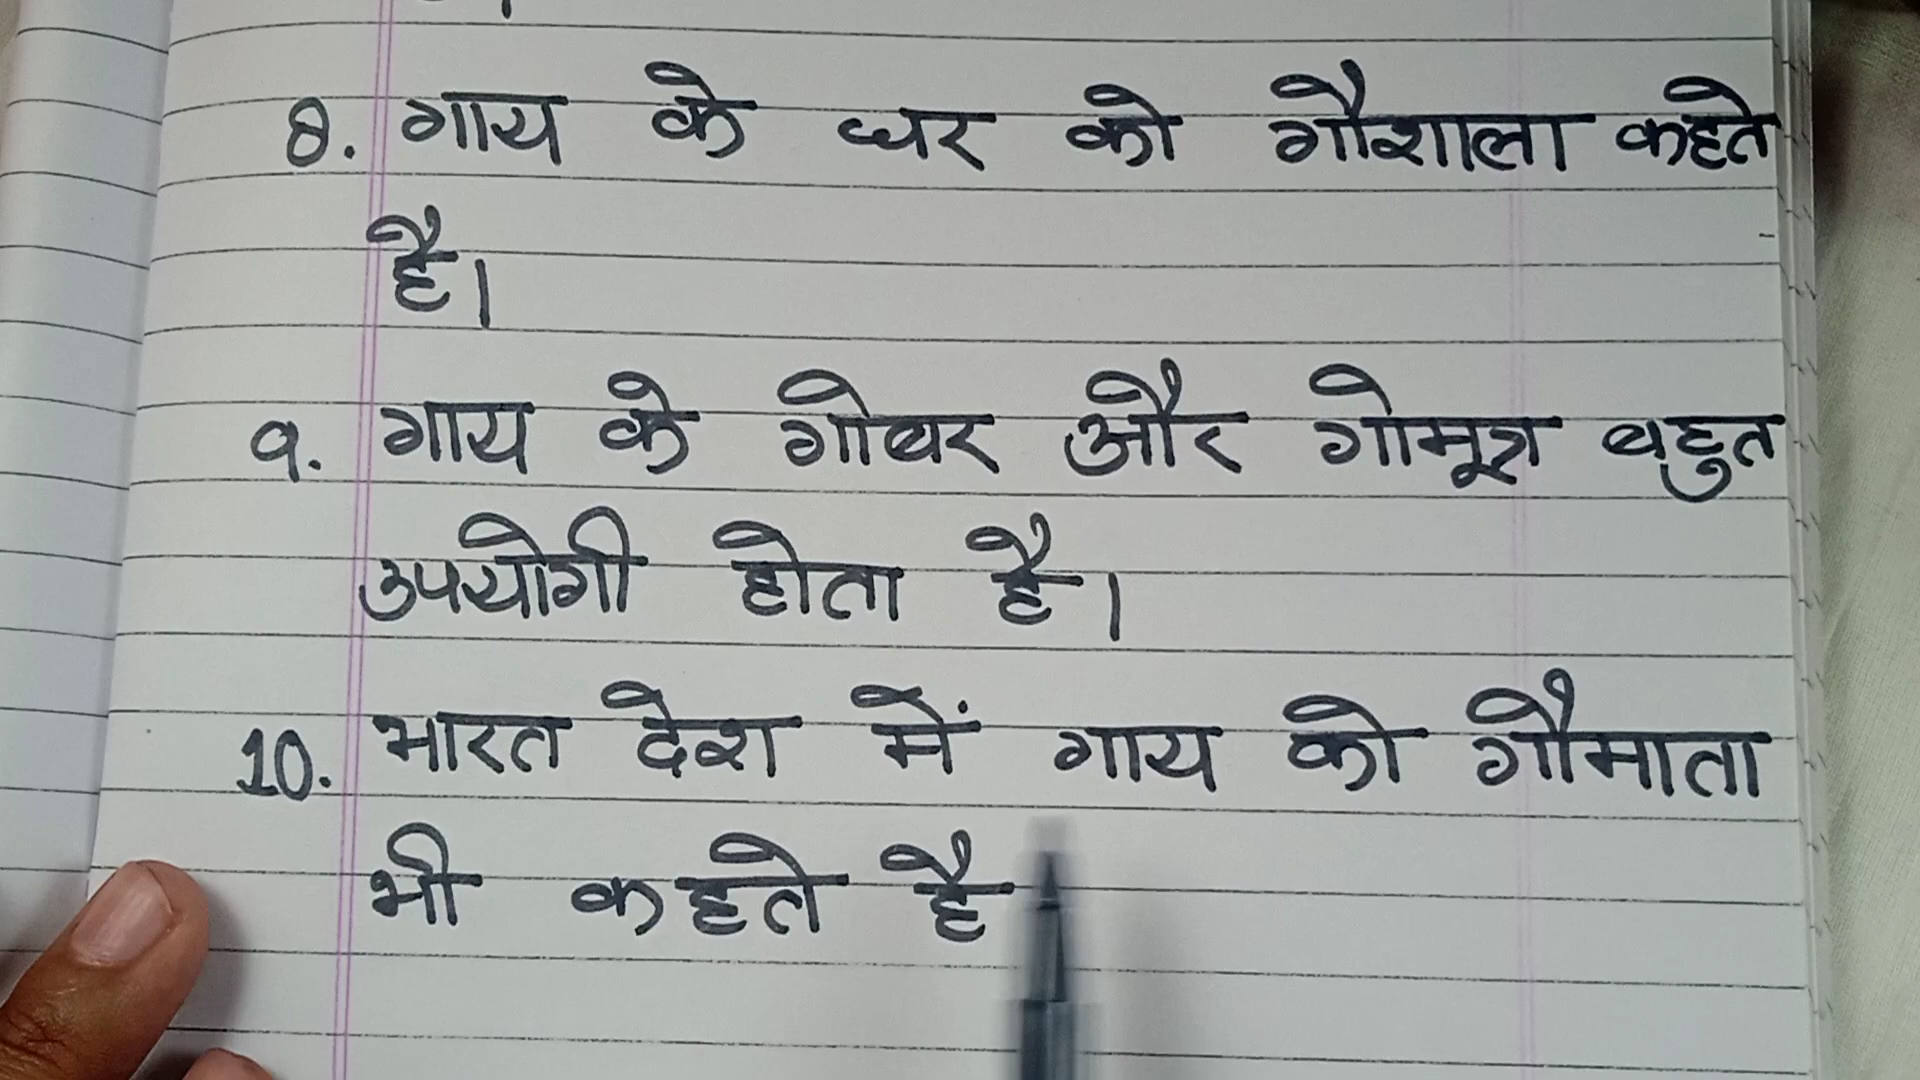 8. गाय के घर को गौशाला कहते
है।
9. गाय के गोबर और गोमूत्र बहुत
उपयोगी होता है।
10. भारत देश में गाय को गौमाता
भी कहते है